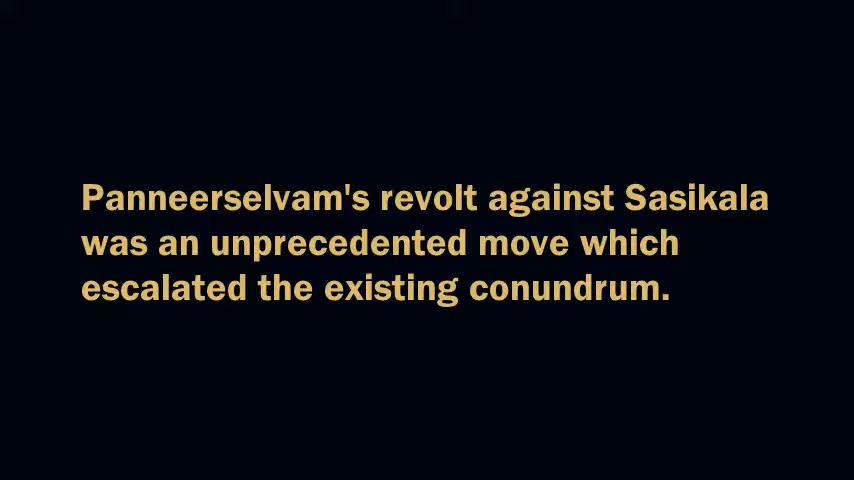 Panneerselvam's revolt against Sasikala
was an unprecedented move which
escalated the existing conundrum.